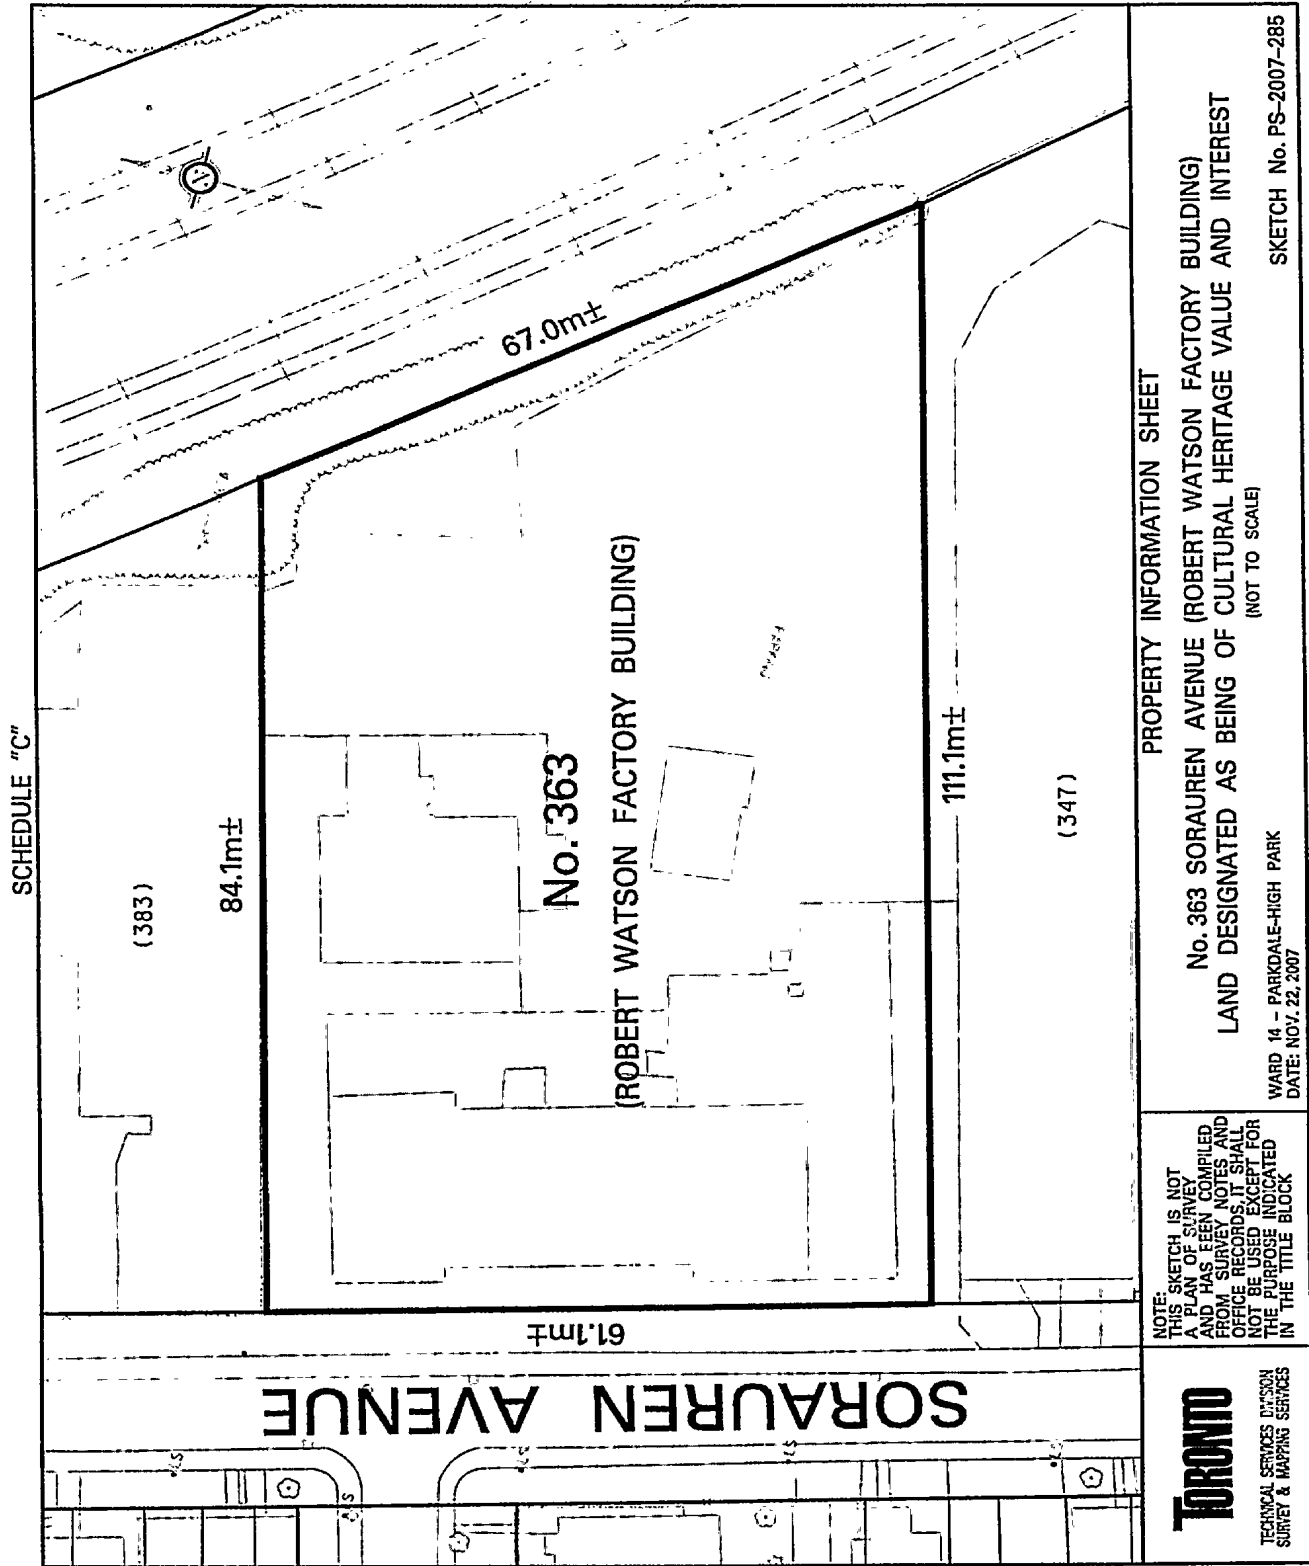 SCHEDULE "C"
(383)
84.1m±
67.0m±
No. 363
(ROBERT WATSON FACTORY BUILDING)
PARKING
111.1m±
(347)
61.1m±
SORAUREN AVENUE
PROPERTY INFORMATION SHEET
No. 363 SORAUREN AVENUE (ROBERT WATSON FACTORY BUILDING)
LAND DESIGNATED AS BEING OF CULTURAL HERITAGE VALUE AND INTEREST
(NOT TO SCALE)
WARD 14 - PARKDALE-HIGH PARK
DATE: NOV. 22, 2007
SKETCH No. PS-2007-285
NOTE:
THIS SKETCH IS NOT
A PLAN OF SURVEY
AND HAS BEEN COMPILED
FROM SURVEY NOTES AND
OFFICE RECORDS. IT SHALL
NOT BE USED EXCEPT FOR
THE PURPOSE INDICATED
IN THE TITLE BLOCK
TORONTO
TECHNICAL SERVICES DIVISION
SURVEY & MAPPING SERVICES